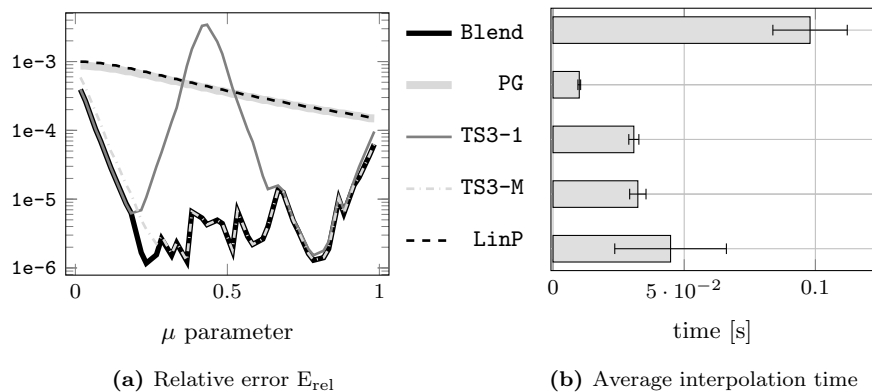 1e−3
1e−4
1e−5
1e−6
0
0.5
1
μ parameter
Blend
PG
TS3-1
TS3-M
LinP
0
5 · 10−2
0.1
time [s]
(a) Relative error Erel
(b) Average interpolation time